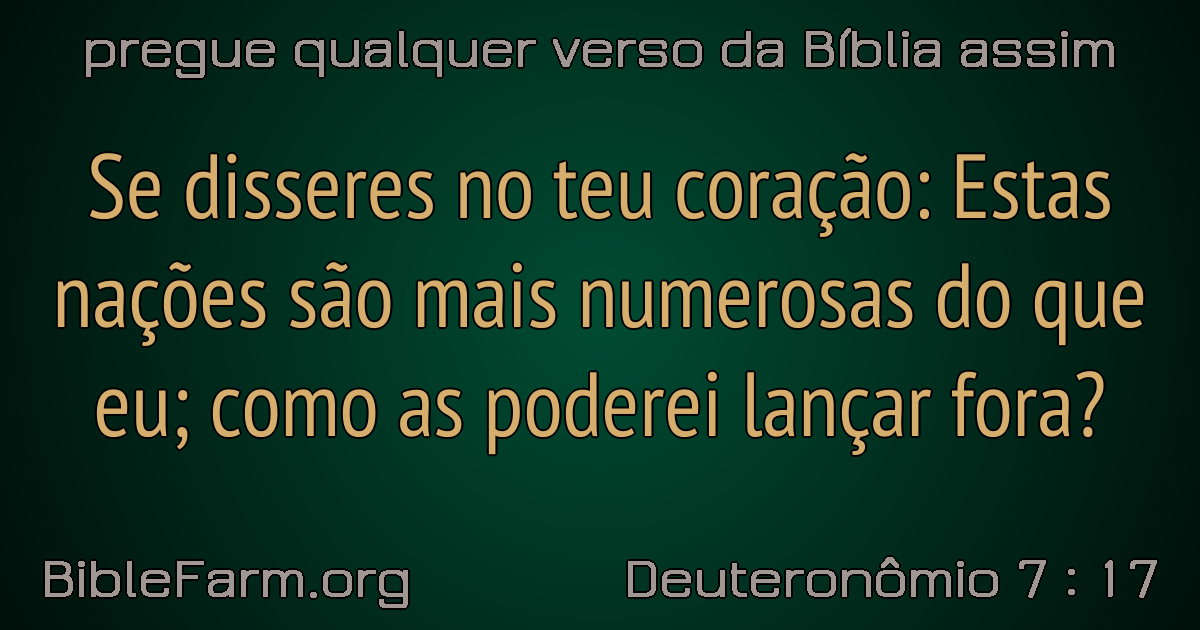 pregue qualquer verso da Bíblia assim
Se disseres no teu coração: Estas
nações são mais numerosas do que
eu; como as poderei lançar fora?
BibleFarm.org
Deuteronômio 7 : 17